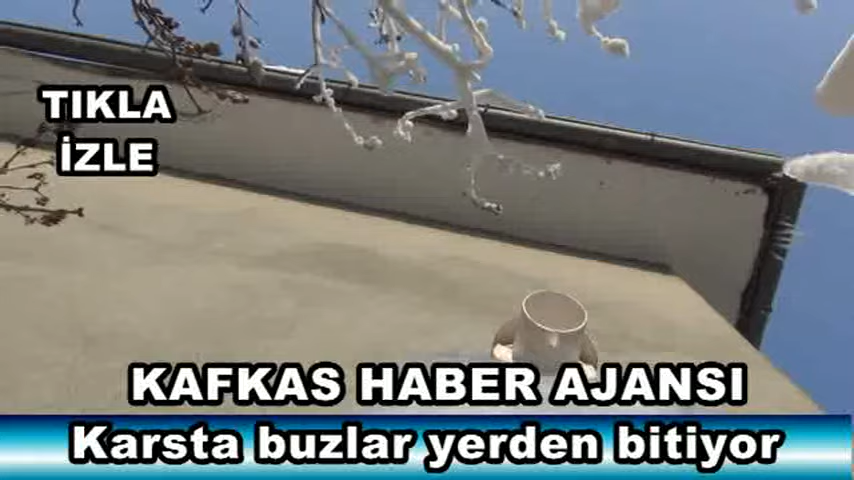 TIKLA
İZLE
KAFKAS HABER AJANSI
Karsta buzlar yerden bitiyor